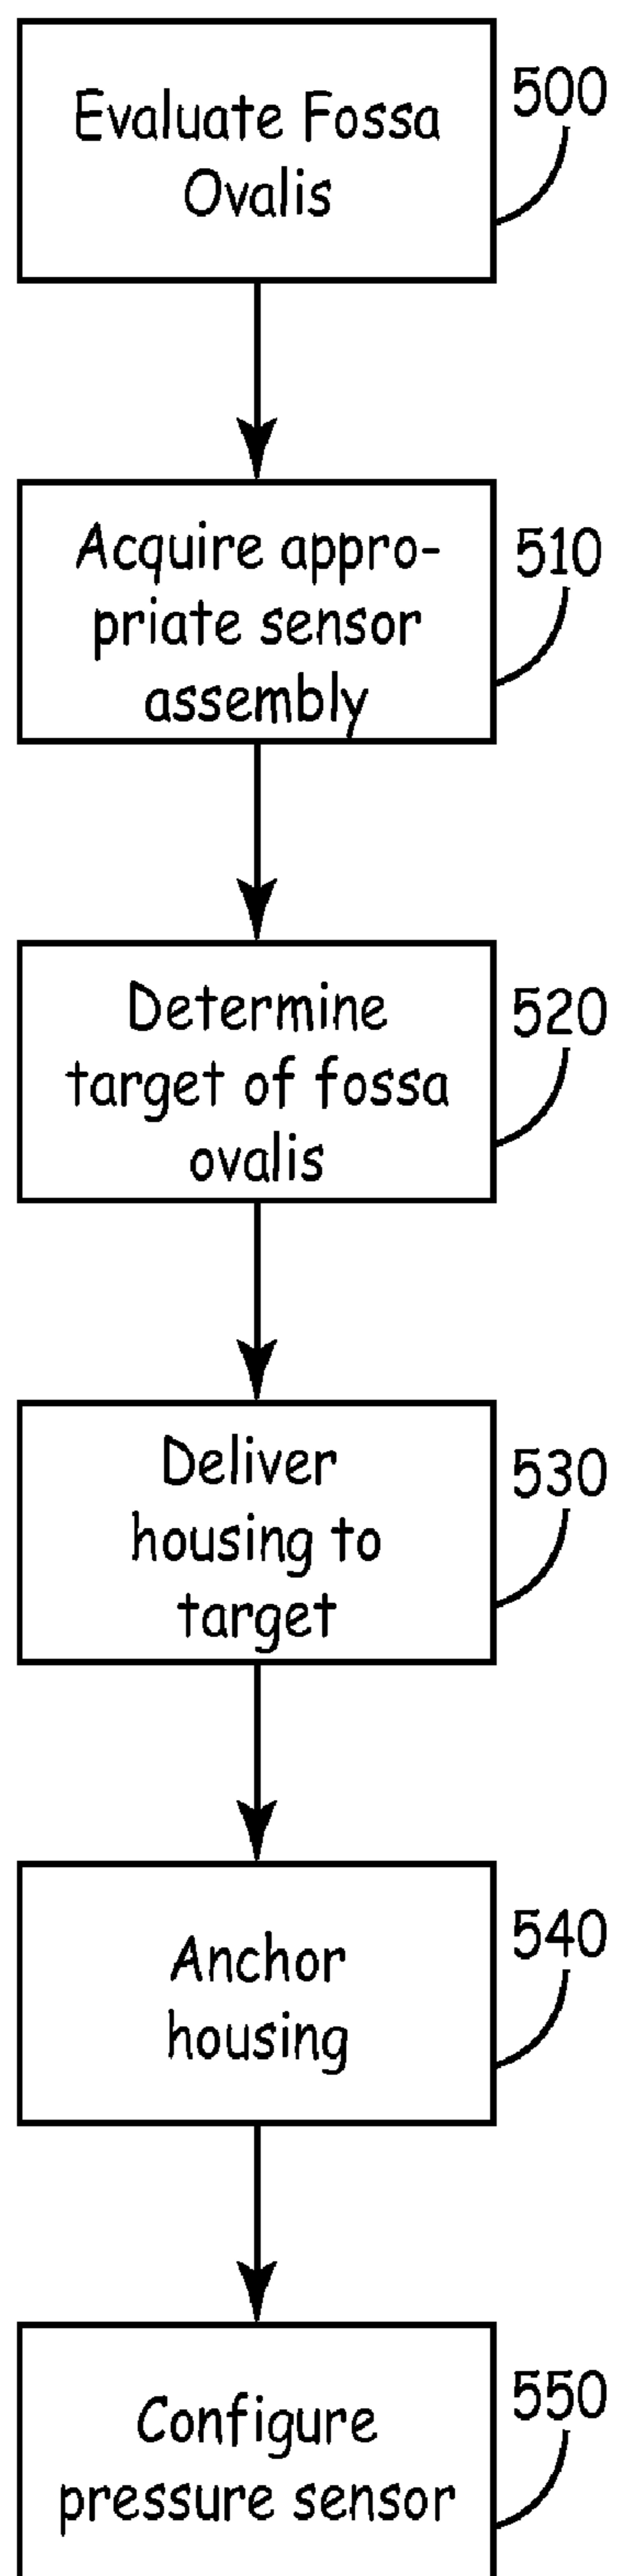 Evaluate Fossa
Ovalis
500
Acquire appro-
priate sensor
assembly
510
Determine
target of fossa
ovalis
520
Deliver
housing to
target
530
Anchor
housing
540
Configure
pressure sensor
550